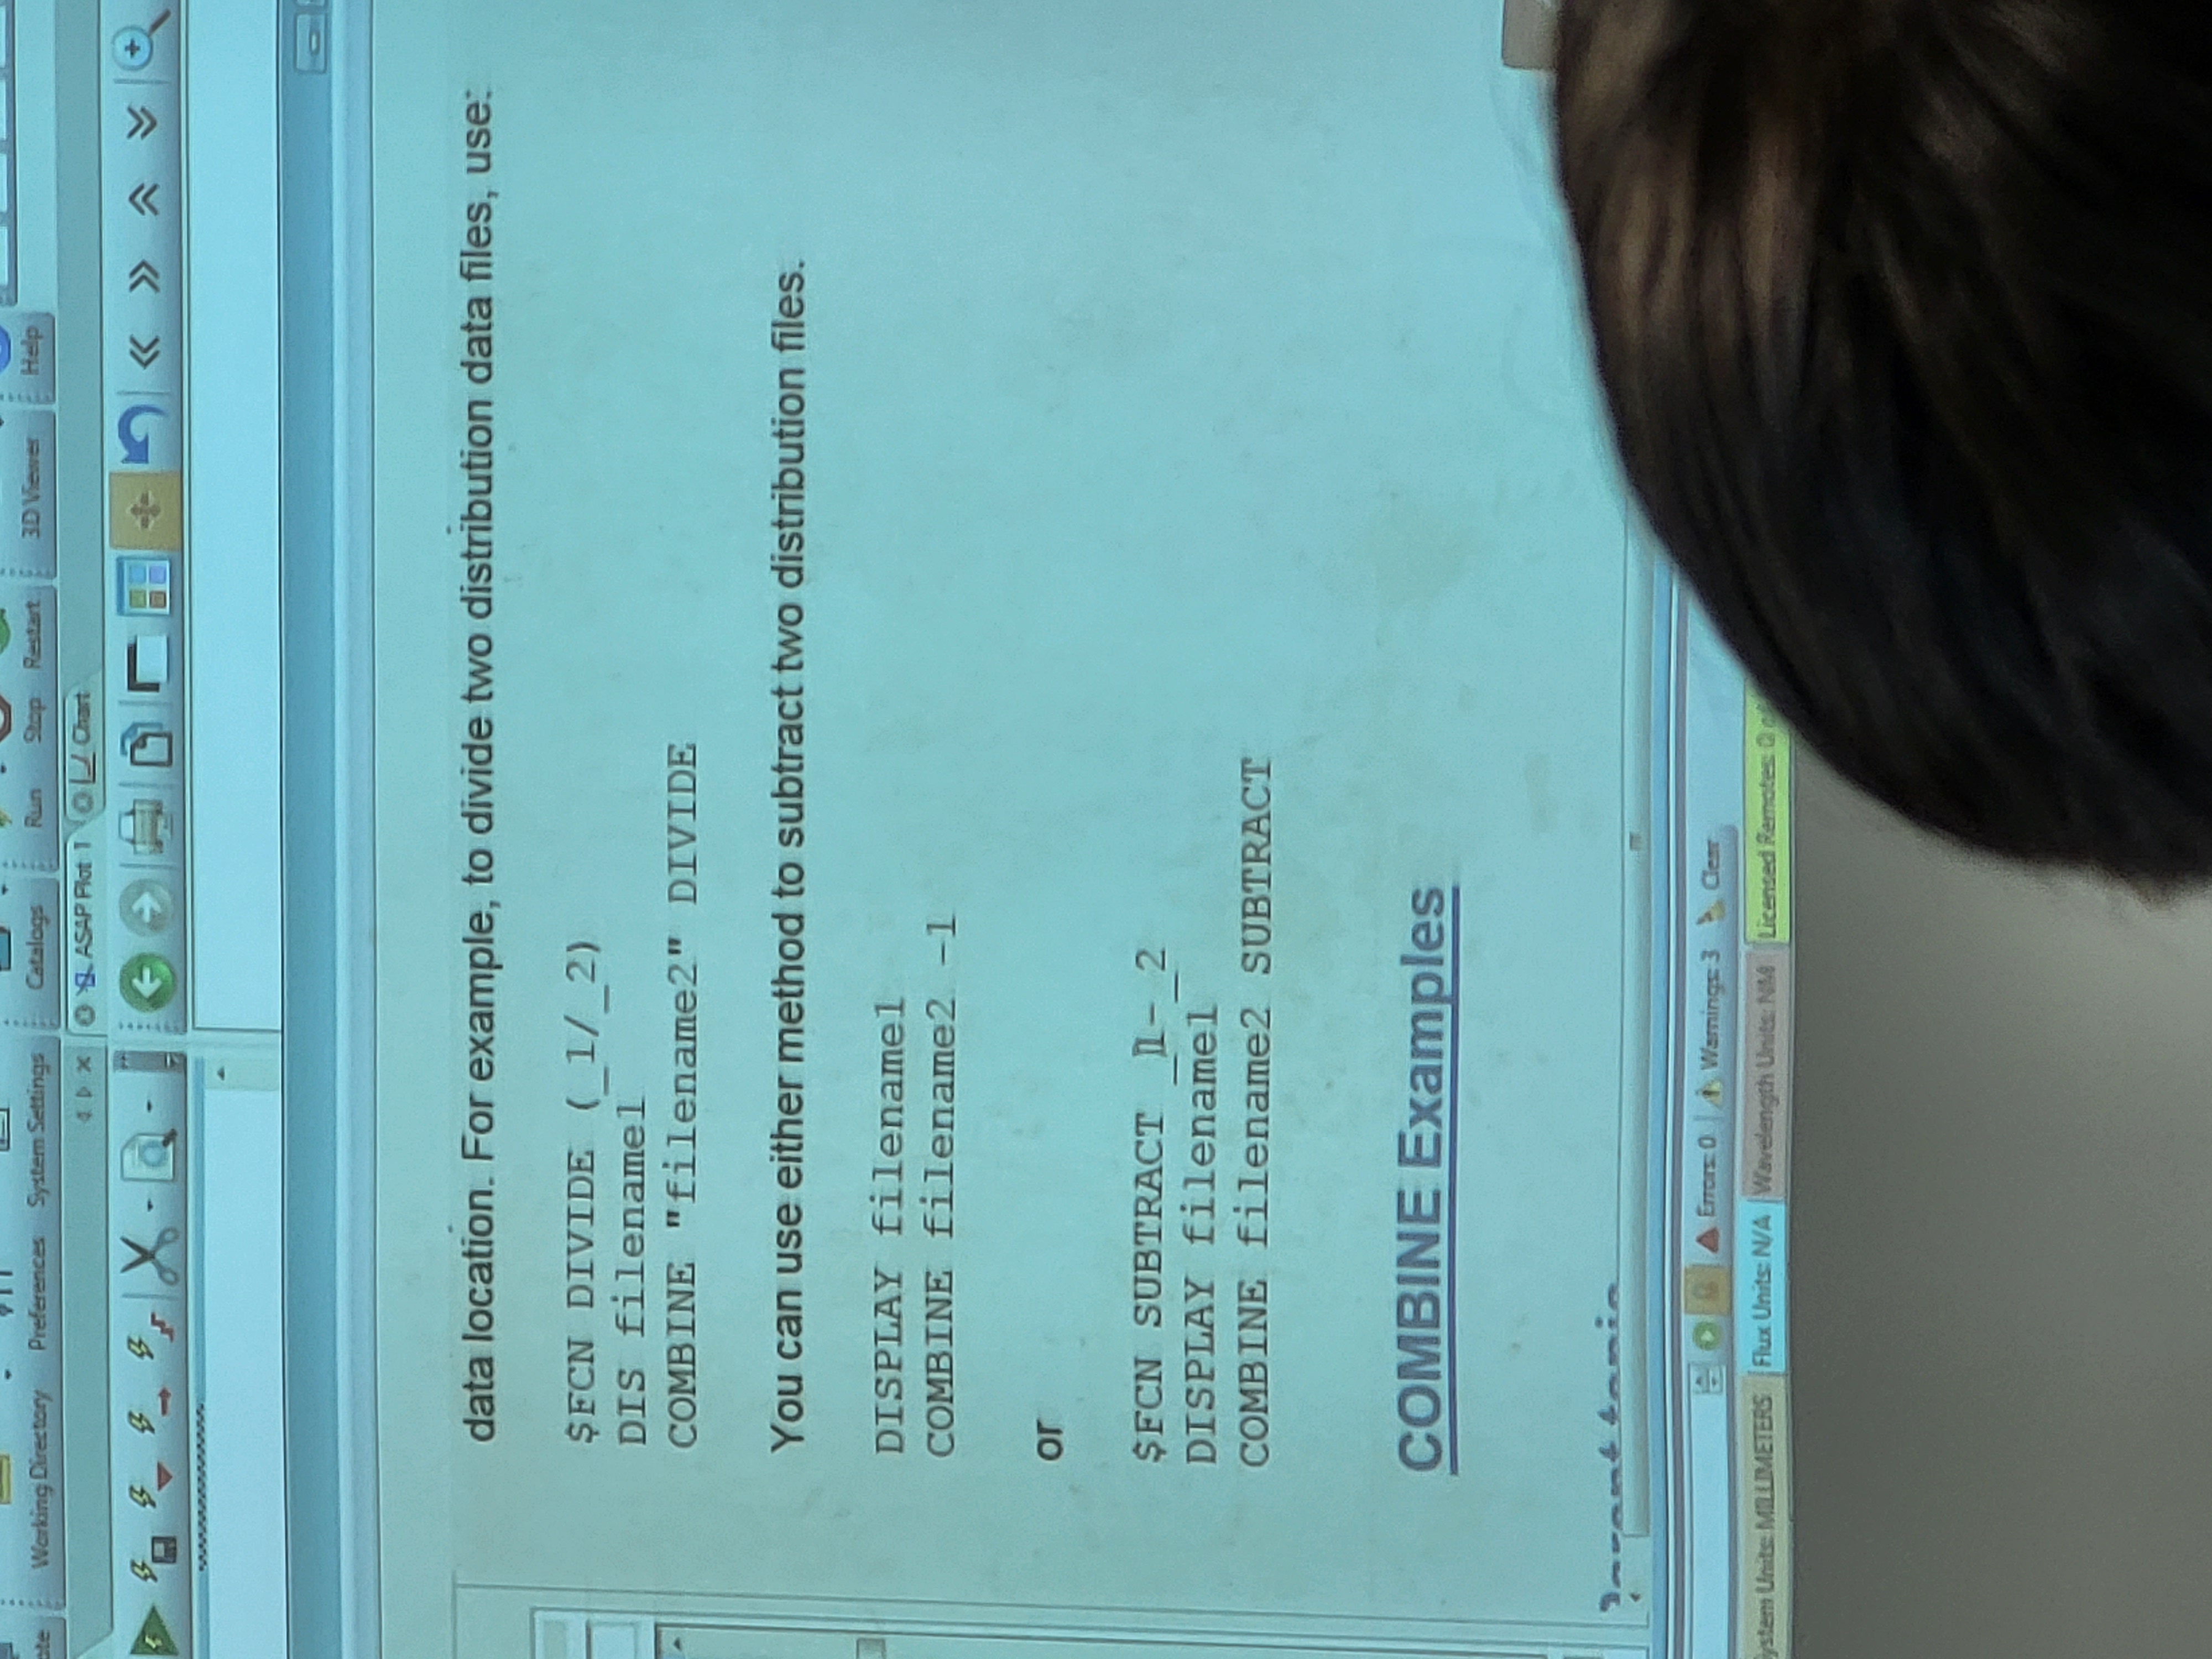 Working Directory Preferences System Settings Catalogs Run Stop Restart 3D Viewer Help
ASAP Plot 1 Chart
data location. For example, to divide two distribution data files, use:
$FCN DIVIDE (_1/_2)
DIS filename1
COMBINE "filename2" DIVIDE
You can use either method to subtract two distribution files.
DISPLAY filename1
COMBINE filename2 -1
or
$FCN SUBTRACT _1-_2
DISPLAY filename1
COMBINE filename2 SUBTRACT
COMBINE Examples
Parent topic
Errors: 0 Warnings: 3 Clear
System Units: MILLIMETERS Flux Units: N/A Wavelength Units: NM Licensed Remotes: 0